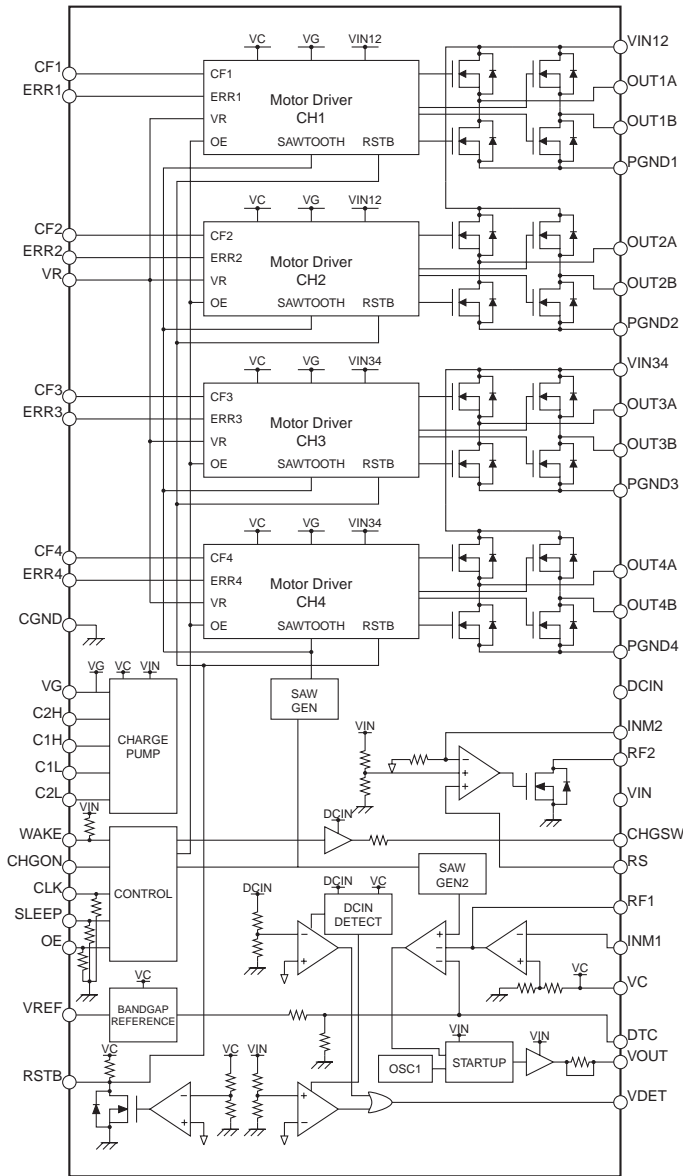 VC VG VIN12
CF1
ERR1
CF1
ERR1
VR
OE
Motor Driver
CH1
SAWTOOTH RSTB
VIN12
OUT1A
OUT1B
PGND1
VC VG VIN12
CF2
ERR2
VR
CF2
ERR2
VR
OE
Motor Driver
CH2
SAWTOOTH RSTB
OUT2A
OUT2B
PGND2
VC VG VIN34
CF3
ERR3
CF3
ERR3
VR
OE
Motor Driver
CH3
SAWTOOTH RSTB
VIN34
OUT3A
OUT3B
PGND3
VC VG VIN34
CF4
ERR4
CGND
CF4
ERR4
VR
OE
Motor Driver
CH4
SAWTOOTH RSTB
OUT4A
OUT4B
PGND4
VG VC VIN
VG
C2H
C1H
C1L
C2L
CHARGE
PUMP
SAW
GEN
DCIN
VIN
INM2
RF2
VIN
VIN
WAKE
CHGON
CLK
SLEEP
OE
CONTROL
DCIN
CHGSW
RS
SAW
GEN2
DCIN
DCIN VC
DCIN
DETECT
RF1
INM1
VC
VC
VREF
VC
BANDGAP
REFERENCE
DTC
VIN
OSC1
STARTUP
VIN
VOUT
RSTB
VC
VC
VIN
VDET